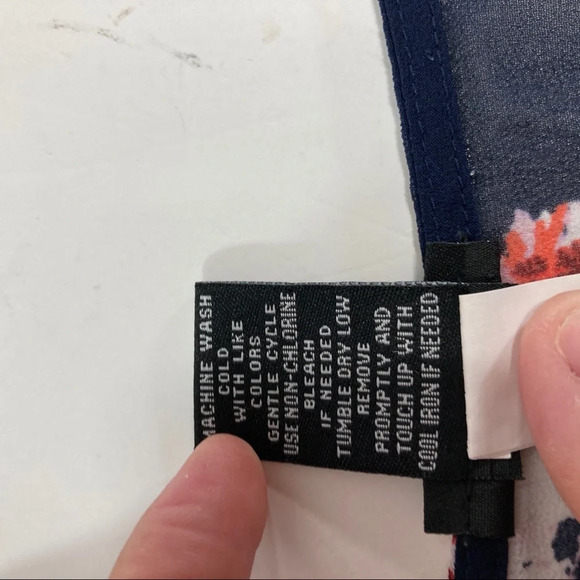 MACHINE WASH
COLD
WITH LIKE
COLORS
GENTLE CYCLE
USE NON-CHLORINE
BLEACH
IF NEEDED
TUMBLE DRY LOW
REMOVE
PROMPTLY AND
TOUCH UP WITH
COOL IRON IF NEEDED